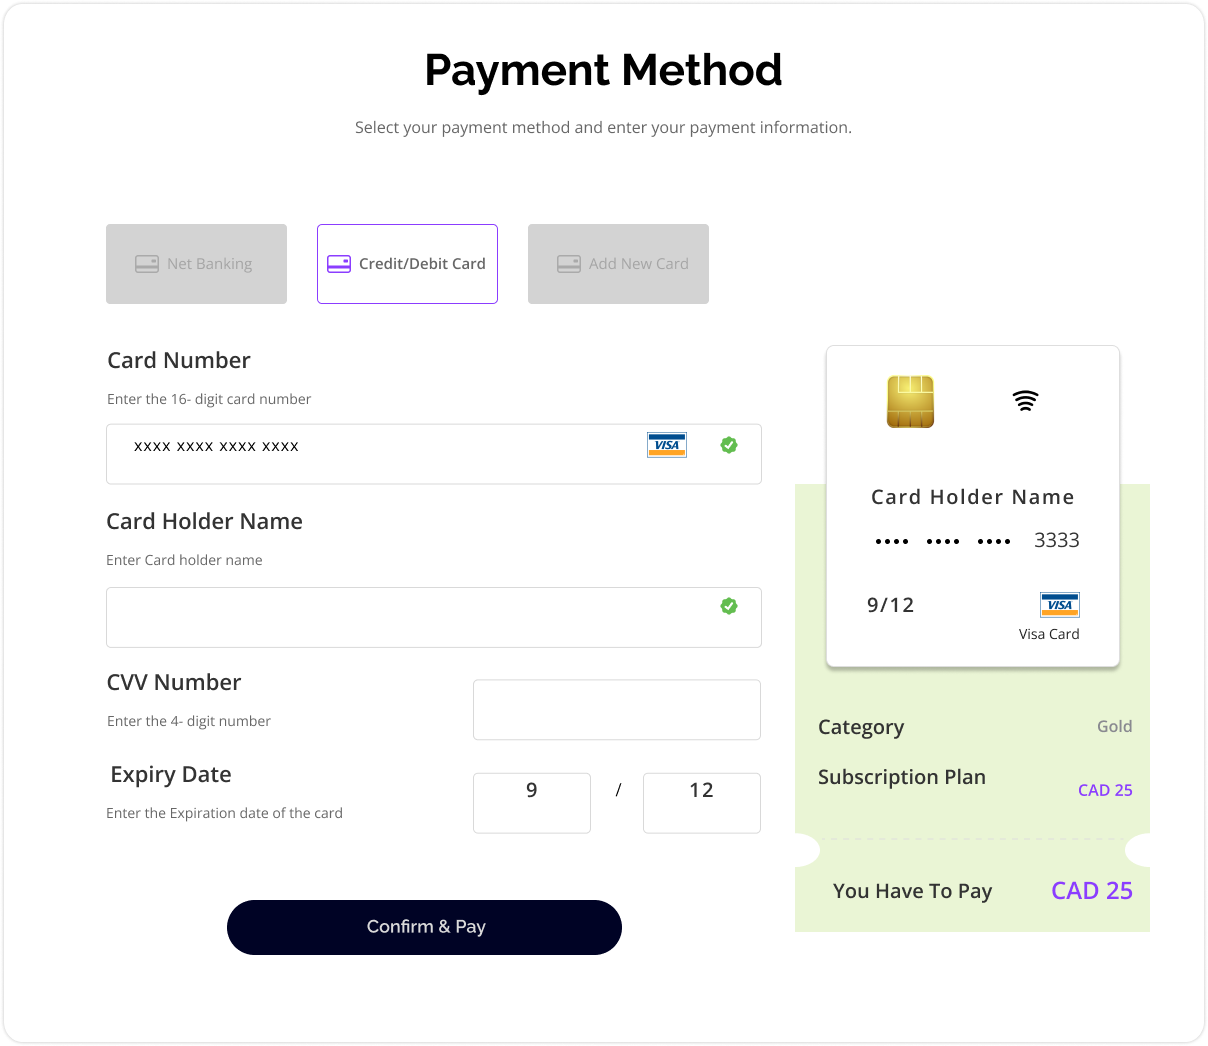 Payment Method
Select your payment method and enter your payment information.
Net Banking
Credit/Debit Card
Add New Card
Card Number
Enter the 16- digit card number
xxxx xxxx xxxx xxxx
VISA
Card Holder Name
Enter Card holder name
CVV Number
Enter the 4- digit number
Expiry Date
Enter the Expiration date of the card
9 / 12
Confirm & Pay
Card Holder Name
•••• •••• •••• 3333
9/12
VISA
Visa Card
Category Gold
Subscription Plan
CAD 25
You Have To Pay CAD 25